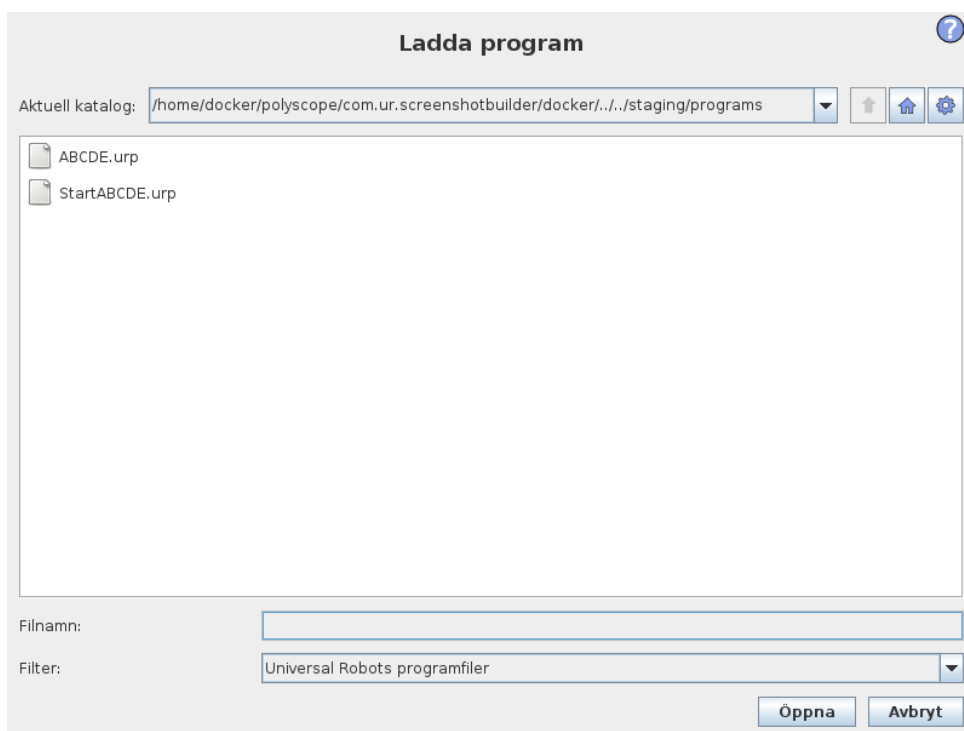 Ladda program
?
Aktuell katalog: /home/docker/polyscope/com.ur.screenshotbuilder/docker/../../staging/programs
ABCDE.urp
StartABCDE.urp
Filnamn:
Filter: Universal Robots programfiler
Öppna Avbryt